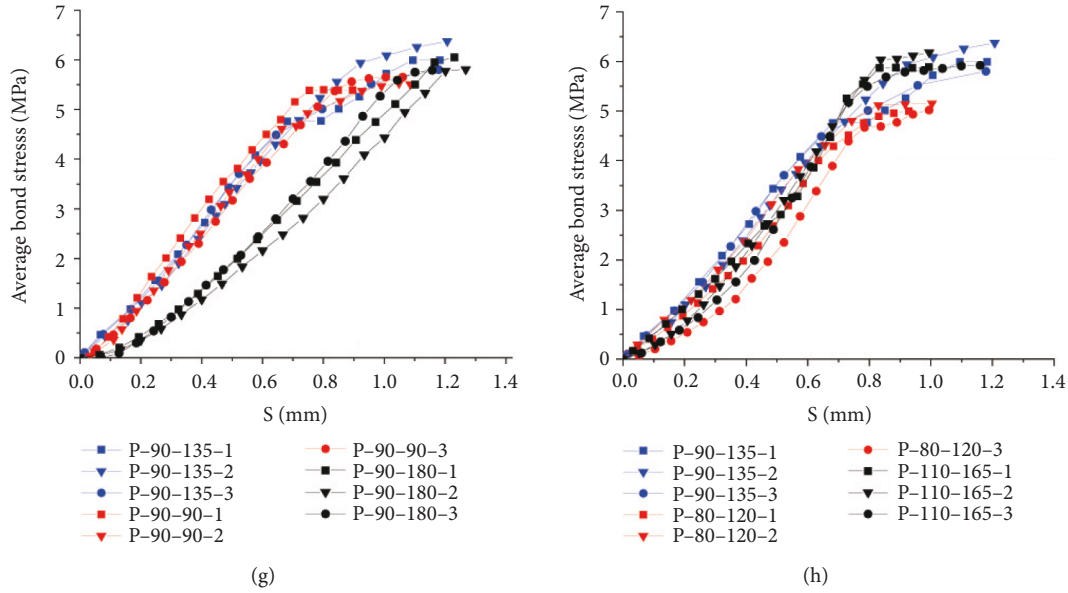 7
6
5
4
3
2
1
0
Average bond stresss (MPa)
0.0 0.2 0.4 0.6 0.8 1.0 1.2 1.4
S (mm)
P–90–135–1
P–90–135–2
P–90–135–3
P–90–90–1
P–90–90–2
P–90–90–3
P–90–180–1
P–90–180–2
P–90–180–3
(g)
7
6
5
4
3
2
1
0
Average bond stresss (MPa)
0.0 0.2 0.4 0.6 0.8 1.0 1.2 1.4
S (mm)
P–90–135–1
P–90–135–2
P–90–135–3
P–80–120–1
P–80–120–2
P–80–120–3
P–110–165–1
P–110–165–2
P–110–165–3
(h)